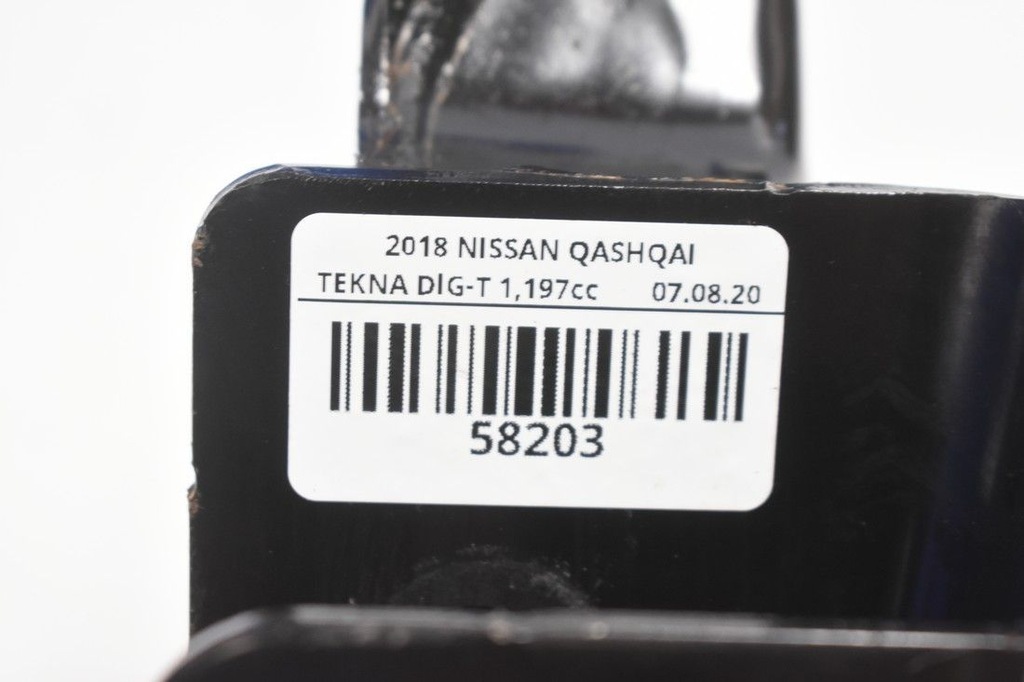 2018 NISSAN QASHQAI
TEKNA DIG-T 1,197cc 07.08.20
58203